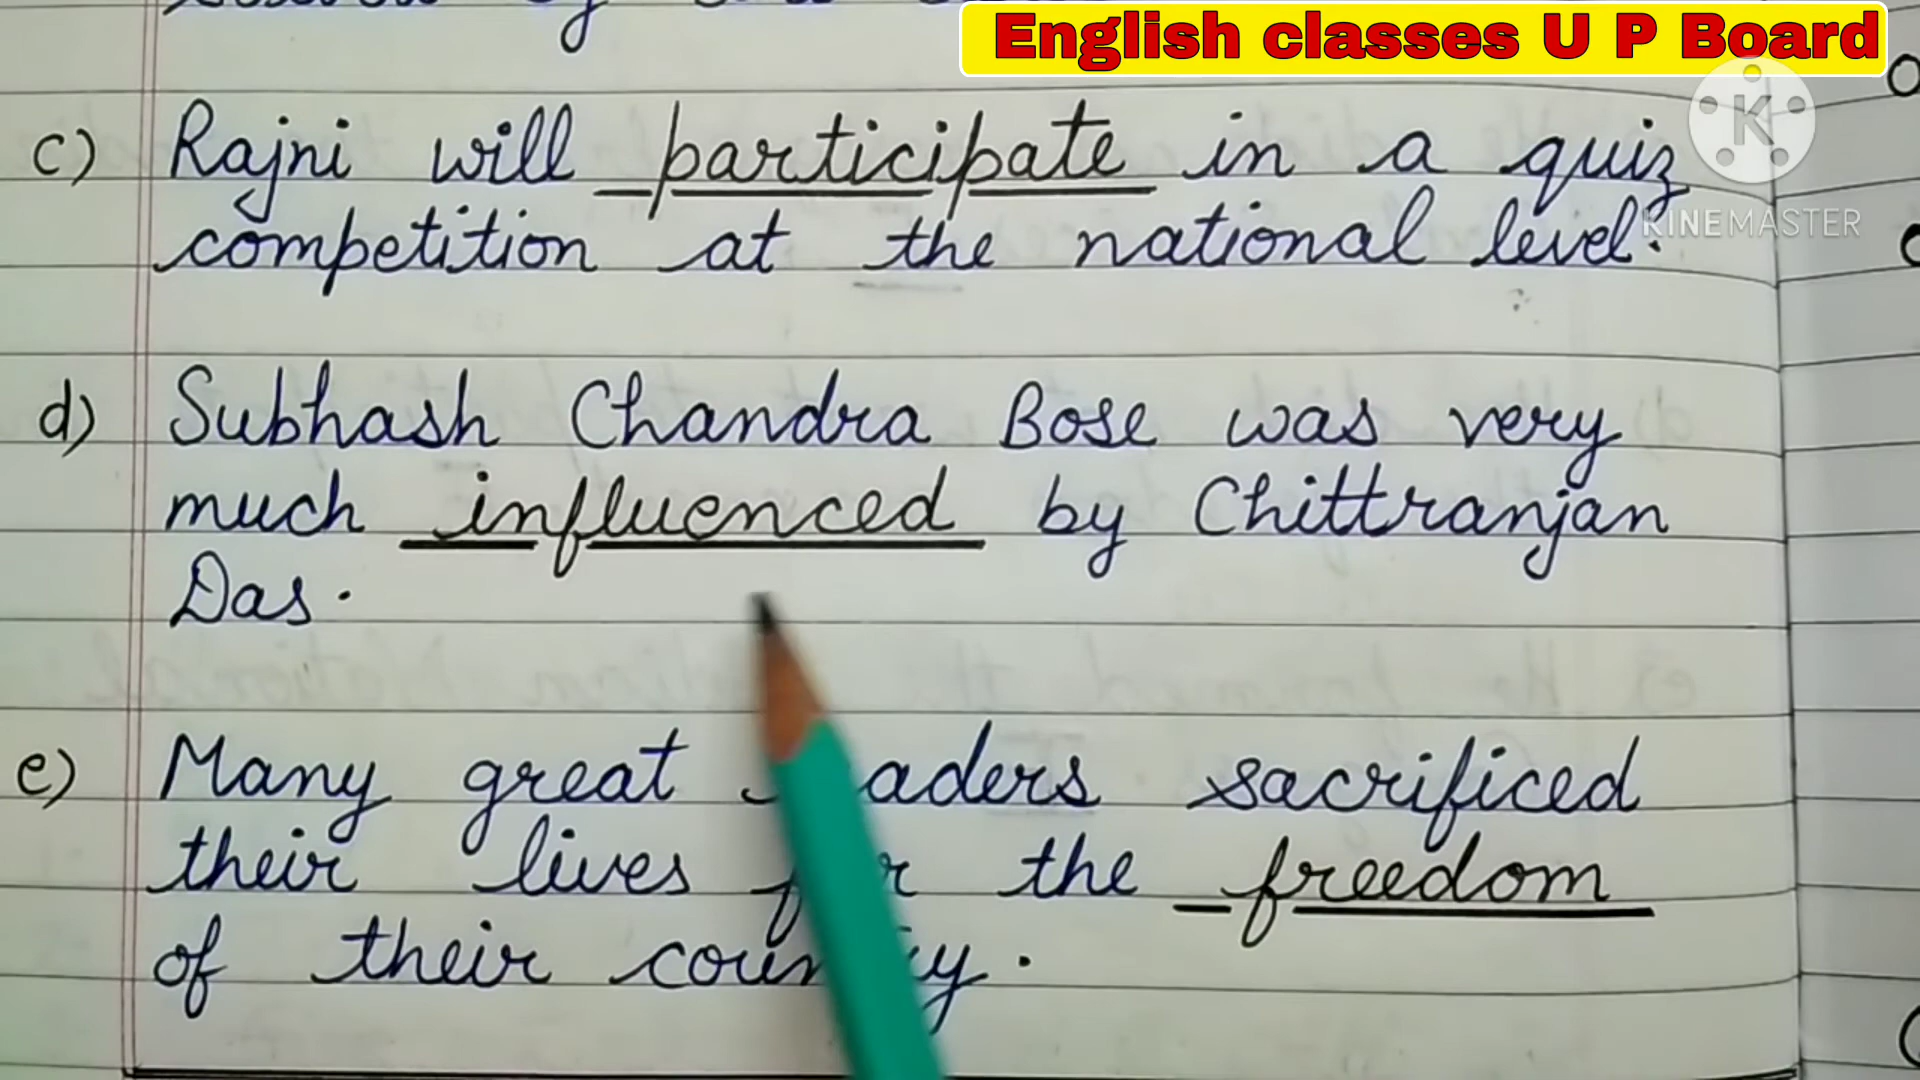 English classes U P Board
c) Rajni will participate in a quiz
KINEMASTER
competition at the national level.
d) Subhash Chandra Bose was very
much influenced by Chittranjan
Das.
e) Many great aders sacrificed
their lives the freedom
of their